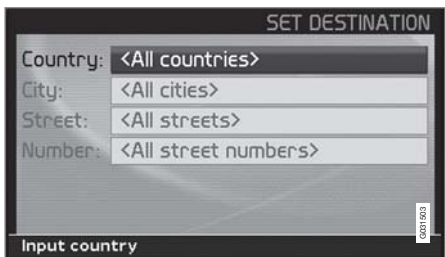 SET DESTINATION
Country: <All countries>
City: <All cities>
Street: <All streets>
Number: <All street numbers>
G031503
Input country